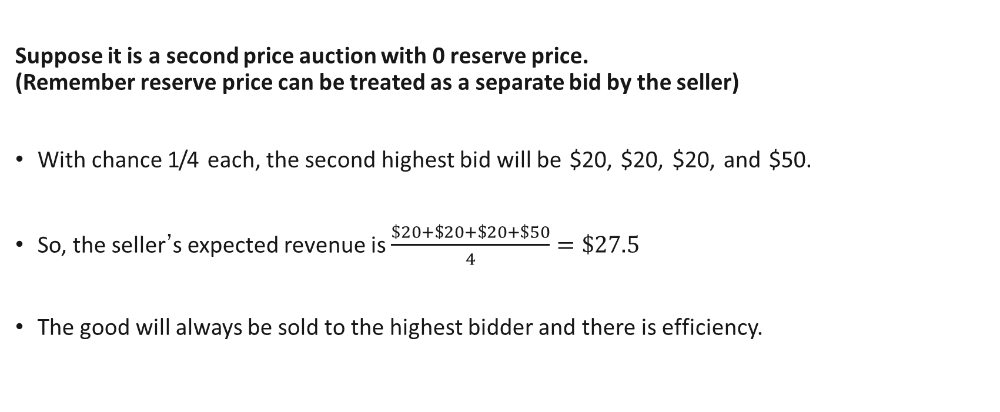 Suppose it is a second price auction with 0 reserve price.
(Remember reserve price can be treated as a separate bid by the seller)
• With chance 1/4 each, the second highest bid will be $20, $20, $20, and $50.
• So, the seller’s expected revenue is $20+$20+$20+$50/4 = $27.5
• The good will always be sold to the highest bidder and there is efficiency.